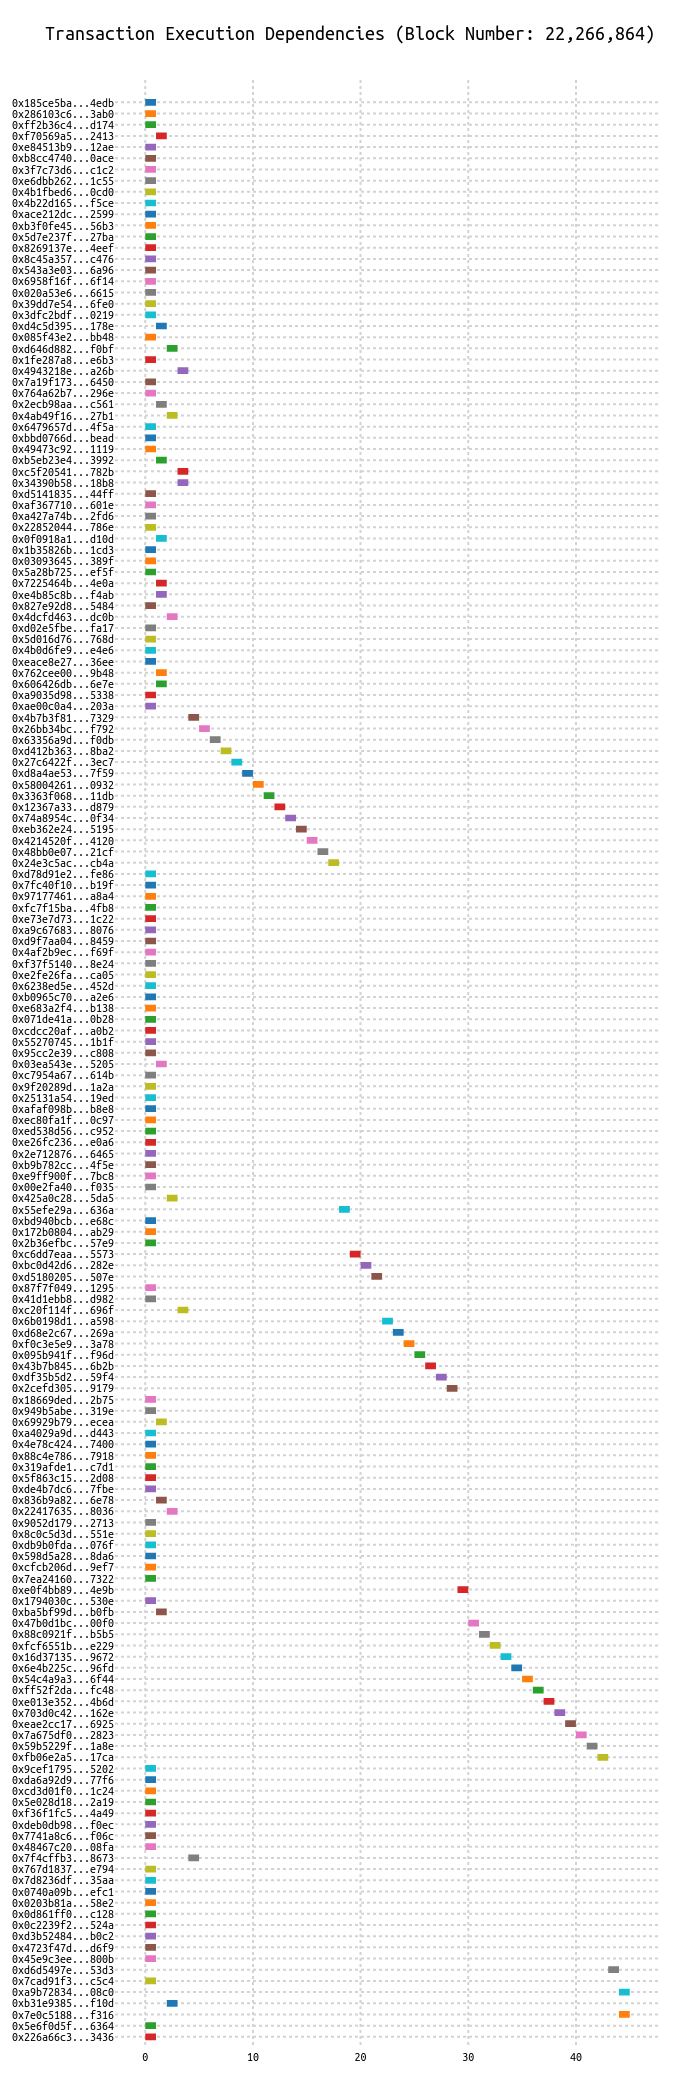 Transaction Execution Dependencies (Block Number: 22,266,864)
0x185ce5ba...4edb
0x286103c6...3ab0
0xff2b36c4...d174
0xf70569a5...2413
0xe84513b9...12ae
0xb8cc4740...0ace
0x3f7c73d6...c1c2
0xe6dbb262...1c55
0x4b1fbed6...0cd0
0x4b22d165...f5ce
0xace212dc...2599
0xb3f0fe45...56b3
0x5d7e237f...27ba
0x8269137e...4eef
0x8c45a357...c476
0x543a3e03...6a96
0x6958f16f...6f14
0x020a53e6...6615
0x39dd7e54...6fe0
0x3dfc2bdf...0219
0xd4c5d395...178e
0x085f43e2...bb48
0xd646d882...f0bf
0x1fe287a8...e6b3
0x4943218e...a26b
0x7a19f173...6450
0x764a62b7...296e
0x2ecb98aa...c561
0x4ab49f16...27b1
0x6479657d...4f5a
0xbbd0766d...bead
0x49473c92...1119
0xb5eb23e4...3992
0xc5f20541...782b
0x34390b58...18b8
0xd5141835...44ff
0xaf367710...601e
0xa427a74b...2fd6
0x22852044...786e
0x0f0918a1...d10d
0x1b35826b...1cd3
0x03093645...389f
0x5a28b725...ef5f
0x7225464b...4e0a
0xe4b85c8b...f4ab
0x827e92d8...5484
0x4dcfd463...dc0b
0xd02e5fbe...fa17
0x5d016d76...768d
0x4b0d6fe9...e4e6
0xeace8e27...36ee
0x762cee00...9b48
0x606426db...6e7e
0xa9035d98...5338
0xae00c0a4...203a
0x4b7b3f81...7329
0x26bb34bc...f792
0x63356a9d...f0db
0xd412b363...8ba2
0x27c6422f...3ec7
0xd8a4ae53...7f59
0x58004261...0932
0x3363f068...11db
0x12367a33...d879
0x74a8954c...0f34
0xeb362e24...5195
0x4214520f...4120
0x48bb0e07...21cf
0x24e3c5ac...cb4a
0xd78d91e2...fe86
0x7fc40f10...b19f
0x97177461...a8a4
0xfc7f15ba...4fb8
0xe73e7d73...1c22
0xa9c67683...8076
0xd9f7aa04...8459
0x4af2b9ec...f69f
0xf37f5140...8e24
0xe2fe26fa...ca05
0x6238ed5e...452d
0xb0965c70...a2e6
0xe683a2f4...b138
0x071de41a...0b28
0xcdcc20af...a0b2
0x55270745...1b1f
0x95cc2e39...c808
0x03ea543e...5205
0xc7954a67...614b
0x9f20289d...1a2a
0x25131a54...19ed
0xafaf098b...b8e8
0xec80fa1f...0c97
0xed538d56...c952
0xe26fc236...e0a6
0x2e712876...6465
0xb9b782cc...4f5e
0xe9ff900f...7bc8
0x00e2fa40...f035
0x425a0c28...5da5
0x55efe29a...636a
0xbd940bcb...e68c
0x172b0804...ab29
0x2b36efbc...57e9
0xc6dd7eaa...5573
0xbc0d42d6...282e
0xd5180205...507e
0x87f7f049...1295
0x41d1ebb8...d982
0xc20f114f...696f
0x6b0198d1...a598
0xd68e2c67...269a
0xf0c3e5e9...3a78
0x095b941f...f96d
0x43b7b845...6b2b
0xdf35b5d2...59f4
0x2cefd305...9179
0x18669ded...2b75
0x949b5abe...319e
0x69929b79...ecea
0xa4029a9d...d443
0x4e78c424...7400
0x88c4e786...7918
0x319afde1...c7d1
0x5f863c15...2d08
0xde4b7dc6...7fbe
0x836b9a82...6e78
0x22417635...8036
0x9052d179...2713
0x8c0c5d3d...551e
0xdb9b0fda...076f
0x598d5a28...8da6
0xcfcb206d...9ef7
0x7ea24160...7322
0xe0f4bb89...4e9b
0x1794030c...530e
0xba5bf99d...b0fb
0x47b0d1bc...00f0
0x88c0921f...b5b5
0xfcf6551b...e229
0x16d37135...9672
0x6e4b225c...96fd
0x54c4a9a3...6f44
0xff52f2da...fc48
0xe013e352...4b6d
0x703d0c42...162e
0xeae2cc17...6925
0x7a675df0...2823
0x59b5229f...1a8e
0xfb06e2a5...17ca
0x9cef1795...5202
0xda6a92d9...77f6
0xcd3d01f0...1c24
0x5e028d18...2a19
0xf36f1fc5...4a49
0xdeb0db98...f0ec
0x7741a8c6...f06c
0x48467c20...08fa
0x7f4cffb3...8673
0x767d1837...e794
0x7d8236df...35aa
0x0740a09b...efc1
0x0203b81a...58e2
0x0d861ff0...c128
0x0c2239f2...524a
0xd3b52484...b0c2
0x4723f47d...d6f9
0x45e9c3ee...800b
0xd6d5497e...53d3
0x7cad91f3...c5c4
0xa9b72834...08c0
0xb31e9385...f10d
0x7e0c5188...f316
0x5e6f0d5f...6364
0x226a66c3...3436
0 10 20 30 40